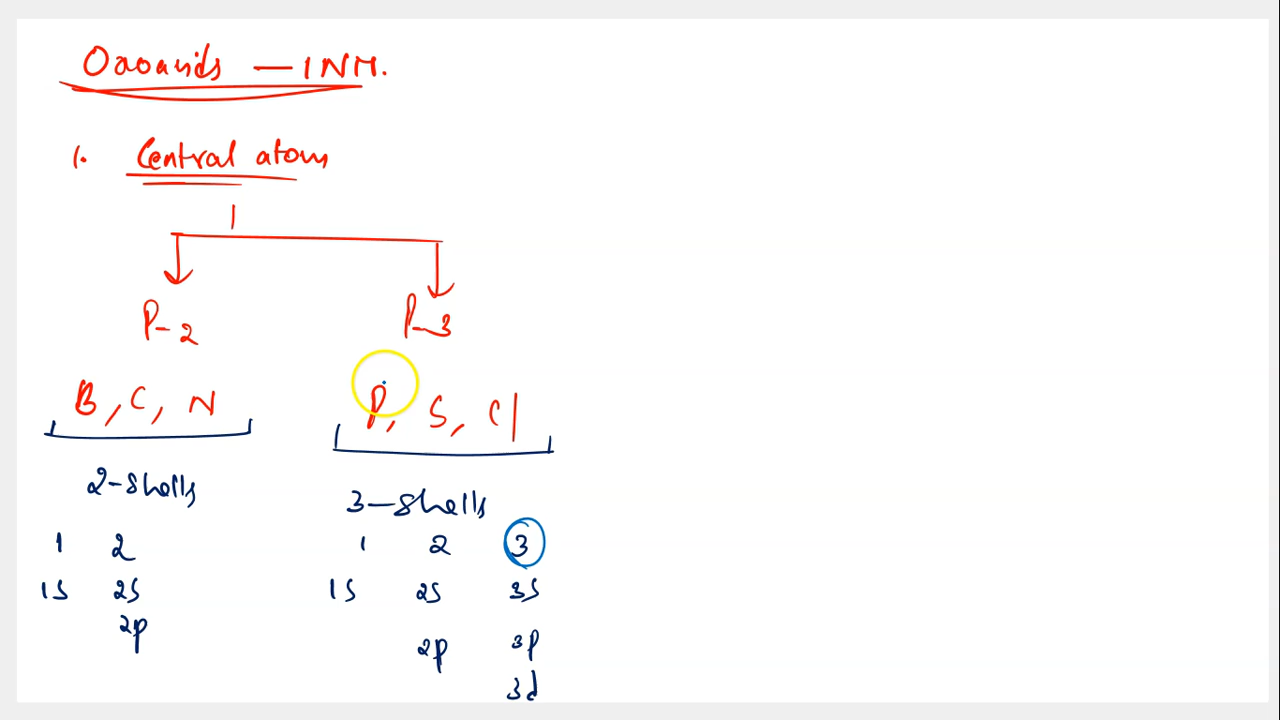 Oxoacids — INM.
1. Central atom
P-2 P-3
B, C, N P, S, Cl
2-Shells 3-Shells
1 2 1 2 3
1S 2S 1S 2S 3S
2p 2p 3p
3d